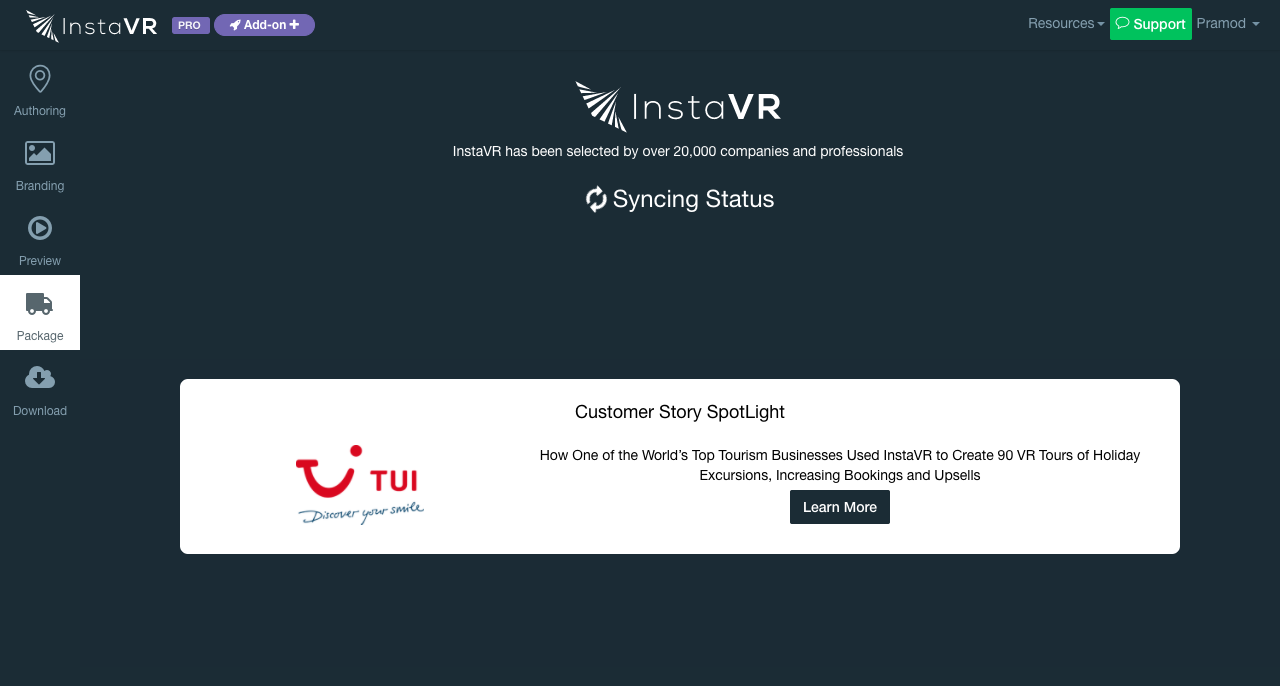 InstaVR PRO Add-on
Resources Support Pramod
Authoring
Branding
Preview
Package
Download
InstaVR
InstaVR has been selected by over 20,000 companies and professionals
Syncing Status
Customer Story SpotLight
TUI
Discover your smile
How One of the World’s Top Tourism Businesses Used InstaVR to Create 90 VR Tours of Holiday
Excursions, Increasing Bookings and Upsells
Learn More